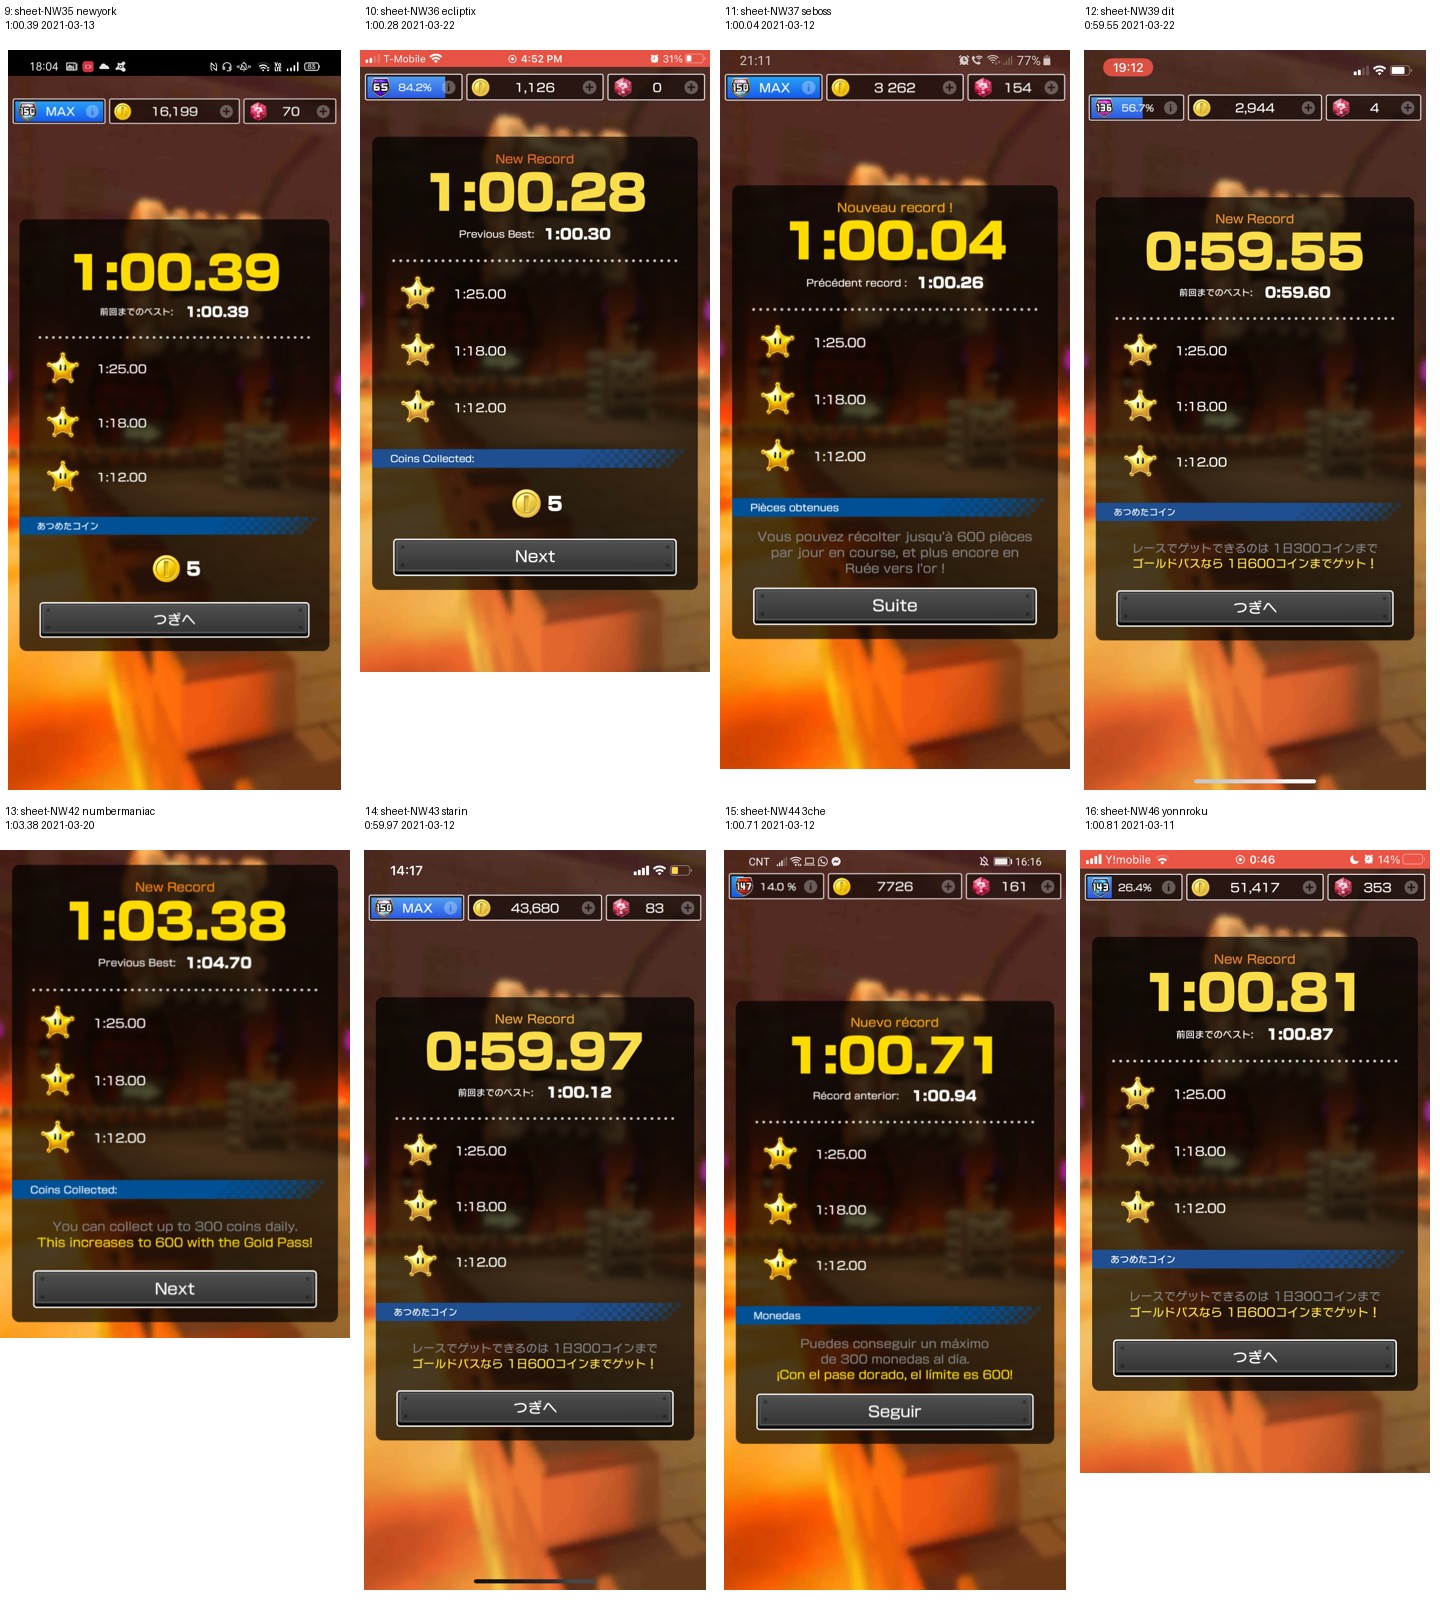 9: sheet-NW35 newyork
1:00.39 2021-03-13
18:04
83
150 MAX
16,199
70
1:00.39
前回までのベスト: 1:00.39
1:25.00
1:18.00
1:12.00
あつめたコイン
5
つぎへ
10: sheet-NW36 ecliptix
1:00.28 2021-03-22
T-Mobile 4:52 PM 31%
65 84.2%
1,126
0
New Record
1:00.28
Previous Best: 1:00.30
1:25.00
1:18.00
1:12.00
Coins Collected:
5
Next
11: sheet-NW37 seboss
1:00.04 2021-03-12
21:11 77%
150 MAX
3 262
154
Nouveau record !
1:00.04
Précédent record : 1:00.26
1:25.00
1:18.00
1:12.00
Pièces obtenues
Vous pouvez récolter jusqu'à 600 pièces
par jour en course, et plus encore en
Ruée vers l'or !
Suite
12: sheet-NW39 dit
0:59.55 2021-03-22
19:12
136 56.7%
2,944
4
New Record
0:59.55
前回までのベスト: 0:59.60
1:25.00
1:18.00
1:12.00
あつめたコイン
レースでゲットできるのは 1日300コインまで
ゴールドパスなら 1日600コインまでゲット！
つぎへ
13: sheet-NW42 numbermaniac
1:03.38 2021-03-20
New Record
1:03.38
Previous Best: 1:04.70
1:25.00
1:18.00
1:12.00
Coins Collected:
You can collect up to 300 coins daily.
This increases to 600 with the Gold Pass!
Next
14: sheet-NW43 starin
0:59.97 2021-03-12
14:17
150 MAX
43,680
83
New Record
0:59.97
前回までのベスト: 1:00.12
1:25.00
1:18.00
1:12.00
あつめたコイン
レースでゲットできるのは 1日300コインまで
ゴールドパスなら 1日600コインまでゲット！
つぎへ
15: sheet-NW44 3che
1:00.71 2021-03-12
CNT 16:16
147 14.0 %
7726
161
Nuevo récord
1:00.71
Récord anterior: 1:00.94
1:25.00
1:18.00
1:12.00
Monedas
Puedes conseguir un máximo
de 300 monedas al día.
¡Con el pase dorado, el límite es 600!
Seguir
16: sheet-NW46 yonnroku
1:00.81 2021-03-11
Y!mobile 0:46 14%
143 26.4%
51,417
353
New Record
1:00.81
前回までのベスト: 1:00.87
1:25.00
1:18.00
1:12.00
あつめたコイン
レースでゲットできるのは 1日300コインまで
ゴールドパスなら 1日600コインまでゲット！
つぎへ